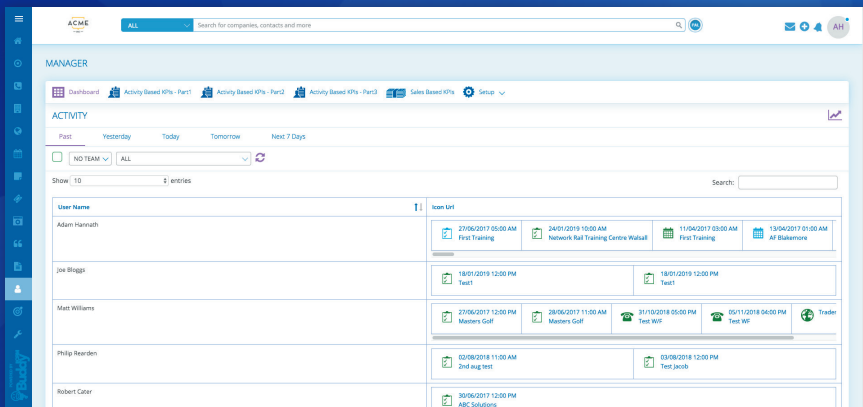 ACME
ALL
Search for companies, contacts and more
PAL
AH
MANAGER
Dashboard
Activity Based KPIs - Part1
Activity Based KPIs - Part2
Activity Based KPIs - Part3
Sales Based KPIs
Setup
ACTIVITY
Past
Yesterday
Today
Tomorrow
Next 7 Days
NO TEAM
ALL
Show 10 entries
Search:
User Name
Icon Url
Adam Hannath
27/06/2017 05:00 AM
First Training
24/01/2019 10:00 AM
Network Rail Training Centre Walsall
11/04/2017 03:00 AM
First Training
13/04/2017 01:00 AM
AF Blakemore
Joe Bloggs
18/01/2019 12:00 PM
Test1
18/01/2019 12:00 PM
Test1
Matt Williams
27/06/2017 12:00 PM
Masters Golf
28/06/2017 11:00 AM
Masters Golf
31/10/2018 05:00 PM
Test W/F
05/11/2018 04:00 PM
Test WF
Trader
Philip Rearden
02/08/2018 11:00 AM
2nd aug test
03/08/2018 12:00 PM
Test Jacob
Robert Cater
30/06/2017 12:00 PM
ABC Solutions
Buddy